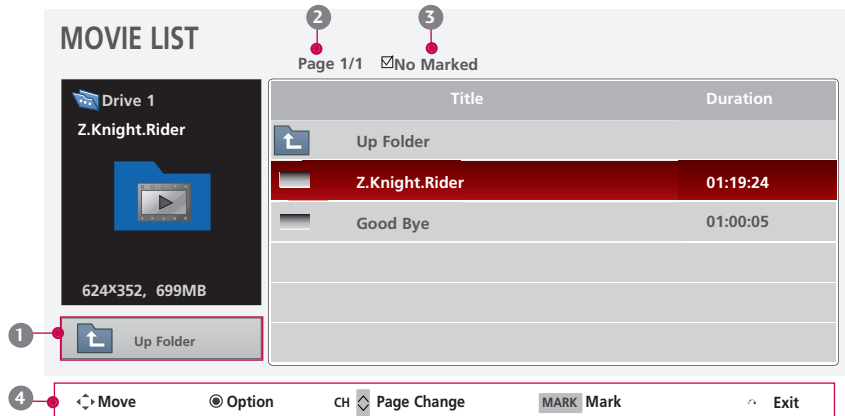 2 3
MOVIE LIST
Page 1/1 ☑No Marked
Drive 1
Z.Knight.Rider
624X352, 699MB
1 Up Folder
Title Duration
Up Folder
Z.Knight.Rider 01:19:24
Good Bye 01:00:05
4 Move Option CH Page Change MARK Mark Exit